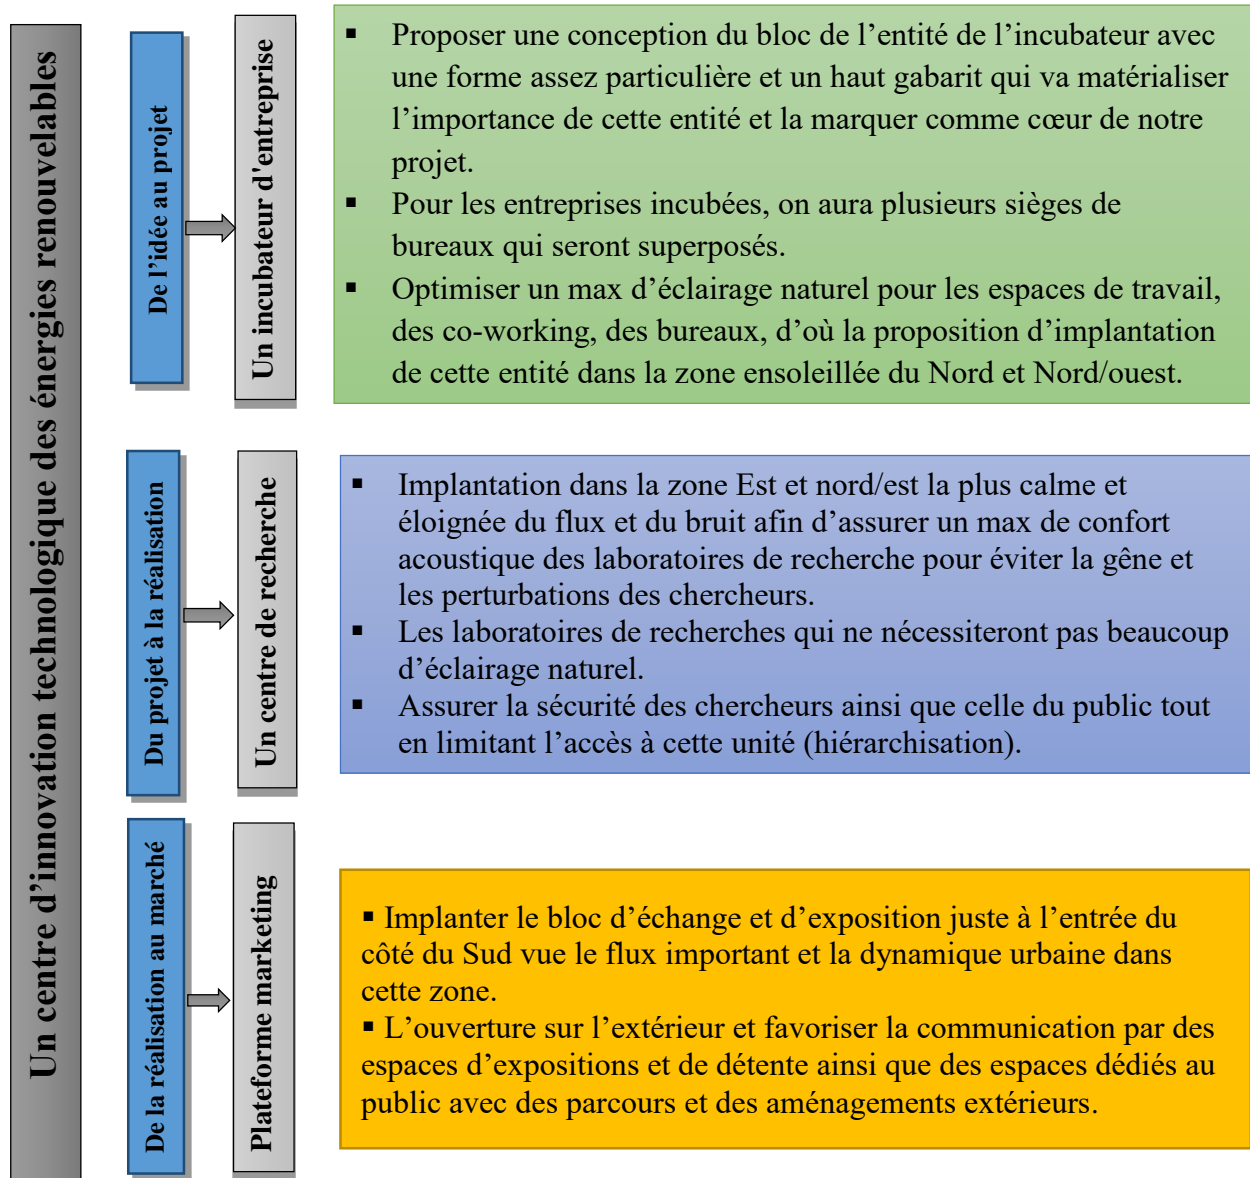 Un centre d’innovation technologique des énergies renouvelables
De l’idée au projet
Un incubateur d'entreprise
▪ Proposer une conception du bloc de l’entité de l’incubateur avec
une forme assez particulière et un haut gabarit qui va matérialiser
l’importance de cette entité et la marquer comme cœur de notre
projet.
▪ Pour les entreprises incubées, on aura plusieurs sièges de
bureaux qui seront superposés.
▪ Optimiser un max d’éclairage naturel pour les espaces de travail,
des co-working, des bureaux, d’où la proposition d’implantation
de cette entité dans la zone ensoleillée du Nord et Nord/ouest.
Du projet à la réalisation
Un centre de recherche
▪ Implantation dans la zone Est et nord/est la plus calme et
éloignée du flux et du bruit afin d’assurer un max de confort
acoustique des laboratoires de recherche pour éviter la gêne et
les perturbations des chercheurs.
▪ Les laboratoires de recherches qui ne nécessiteront pas beaucoup
d’éclairage naturel.
▪ Assurer la sécurité des chercheurs ainsi que celle du public tout
en limitant l’accès à cette unité (hiérarchisation).
De la réalisation au marché
Plateforme marketing
▪ Implanter le bloc d’échange et d’exposition juste à l’entrée du
côté du Sud vue le flux important et la dynamique urbaine dans
cette zone.
▪ L’ouverture sur l’extérieur et favoriser la communication par des
espaces d’expositions et de détente ainsi que des espaces dédiés au
public avec des parcours et des aménagements extérieurs.